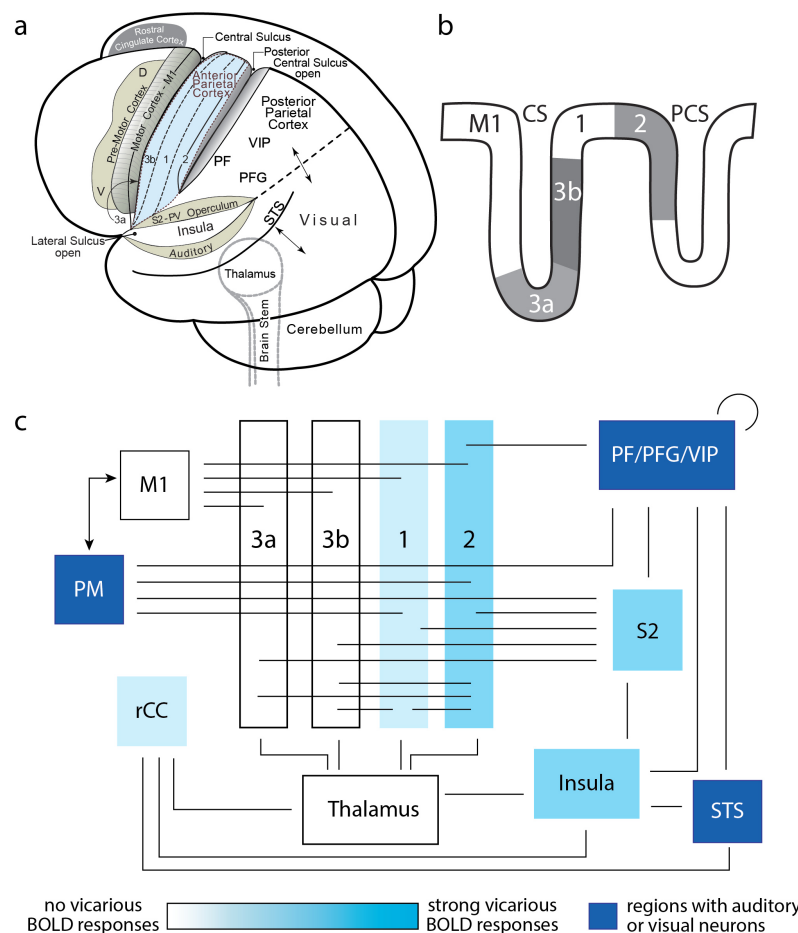 a
Rostral
Cingulate Cortex
Central Sulcus
Posterior
Central Sulcus
open
D
Pre-Motor Cortex
Motor Cortex - M1
Anterior
Parietal
Cortex
Posterior
Parietal
Cortex
3b
1
2
PF
VIP
PFG
V
3a
S2-PV Operculum
Insula
Auditory
STS
Visual
Lateral Sulcus
open
Thalamus
Brain Stem
Cerebellum
b
M1
CS
1
2
PCS
3b
3a
c
M1
3a
3b
1
2
PF/PFG/VIP
PM
S2
rCC
Thalamus
Insula
STS
no vicarious
BOLD responses
strong vicarious
BOLD responses
regions with auditory
or visual neurons